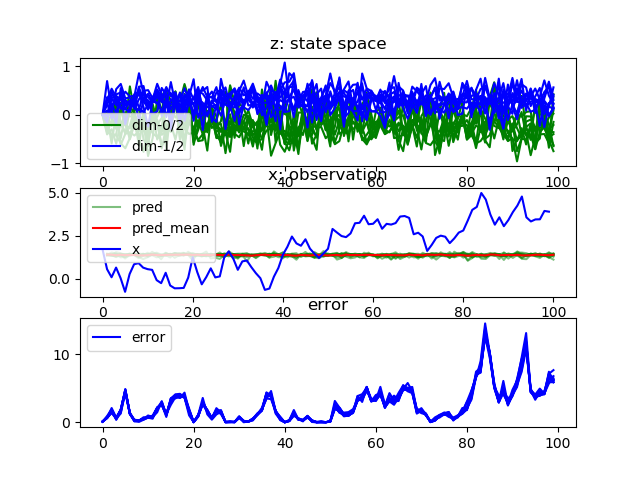 z: state space
1
0
−1
dim-0/2
dim-1/2
0 20 40 60 80 100
x: observation
5.0
2.5
0.0
pred
pred_mean
x
0 20 40 60 80 100
error
10
0
error
0 20 40 60 80 100